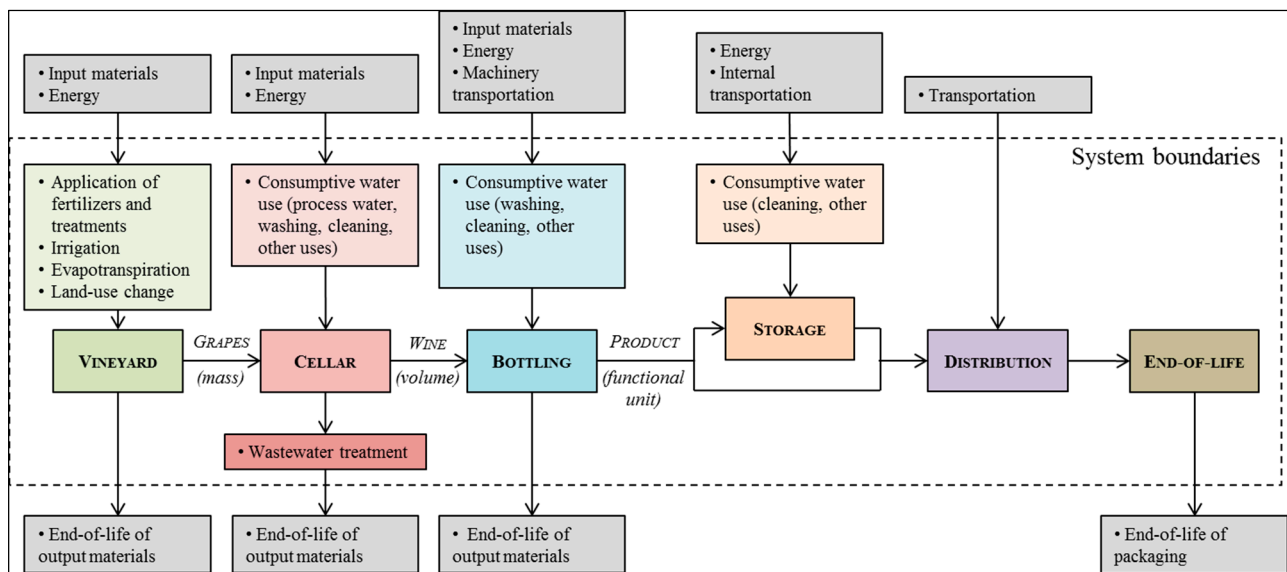 • Input materials
• Energy
• Input materials
• Energy
• Input materials
• Energy
• Machinery
transportation
• Energy
• Internal
transportation
• Transportation
System boundaries
• Application of
fertilizers and
treatments
• Irrigation
• Evapotranspiration
• Land-use change
• Consumptive water
use (process water,
washing, cleaning,
other uses)
• Consumptive water
use (washing,
cleaning, other
uses)
• Consumptive water
use (cleaning, other
uses)
VINEYARD
GRAPES
(mass)
CELLAR
WINE
(volume)
BOTTLING
PRODUCT
(functional
unit)
STORAGE
DISTRIBUTION
END-OF-LIFE
• Wastewater treatment
• End-of-life of
output materials
• End-of-life of
output materials
• End-of-life of
output materials
• End-of-life of
packaging